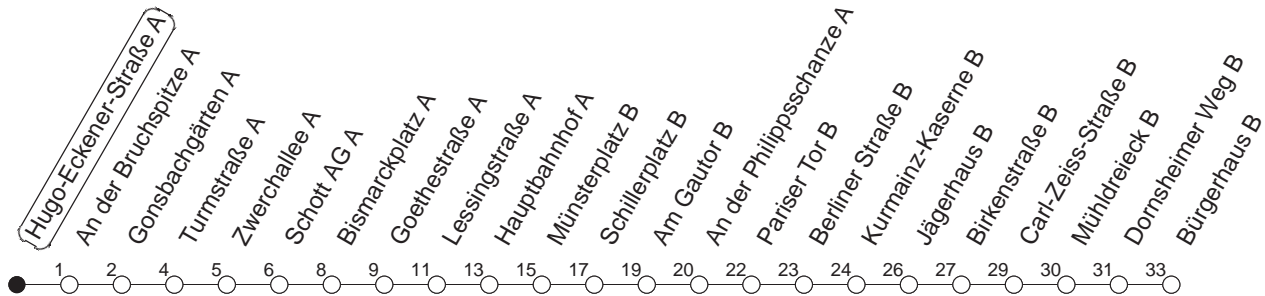 Hugo-Eckener-Straße A
An der Bruchspitze A
Gonsbachgärten A
Turmstraße A
Zwerchallee A
Schott AG A
Bismarckplatz A
Goethestraße A
Lessingstraße A
Hauptbahnhof A
Münsterplatz B
Schillerplatz B
Am Gautor B
An der Philippsschanze A
Pariser Tor B
Berliner Straße B
Kurmainz-Kaserne B
Jägerhaus B
Birkenstraße B
Carl-Zeiss-Straße B
Mühldreieck B
Dornsheimer Weg B
Bürgerhaus B
1 2 4 5 6 8 9 11 13 15 17 19 20 22 23 24 26 27 29 30 31 33